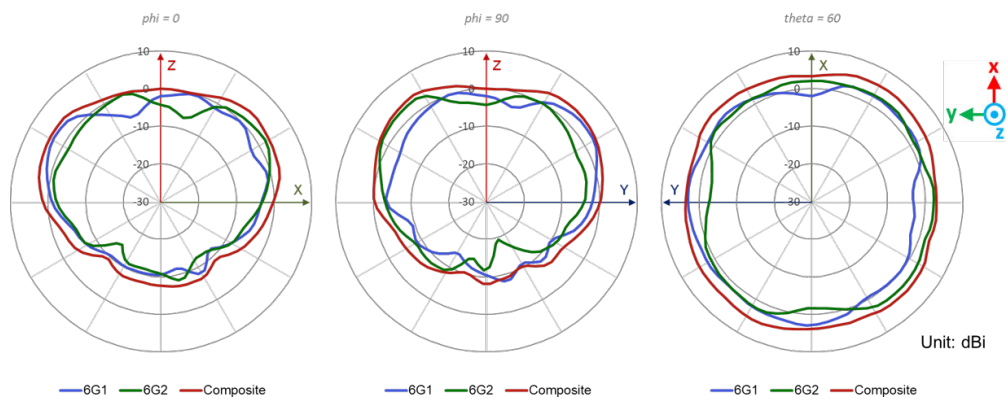 phi = 0
10
Z
0
-10
-20
-30
X
6G1 6G2 Composite
phi = 90
10
Z
0
-10
-20
-30
Y
6G1 6G2 Composite
theta = 60
10
X
0
-10
-20
-30
Y
6G1 6G2 Composite
x
y
z
Unit: dBi